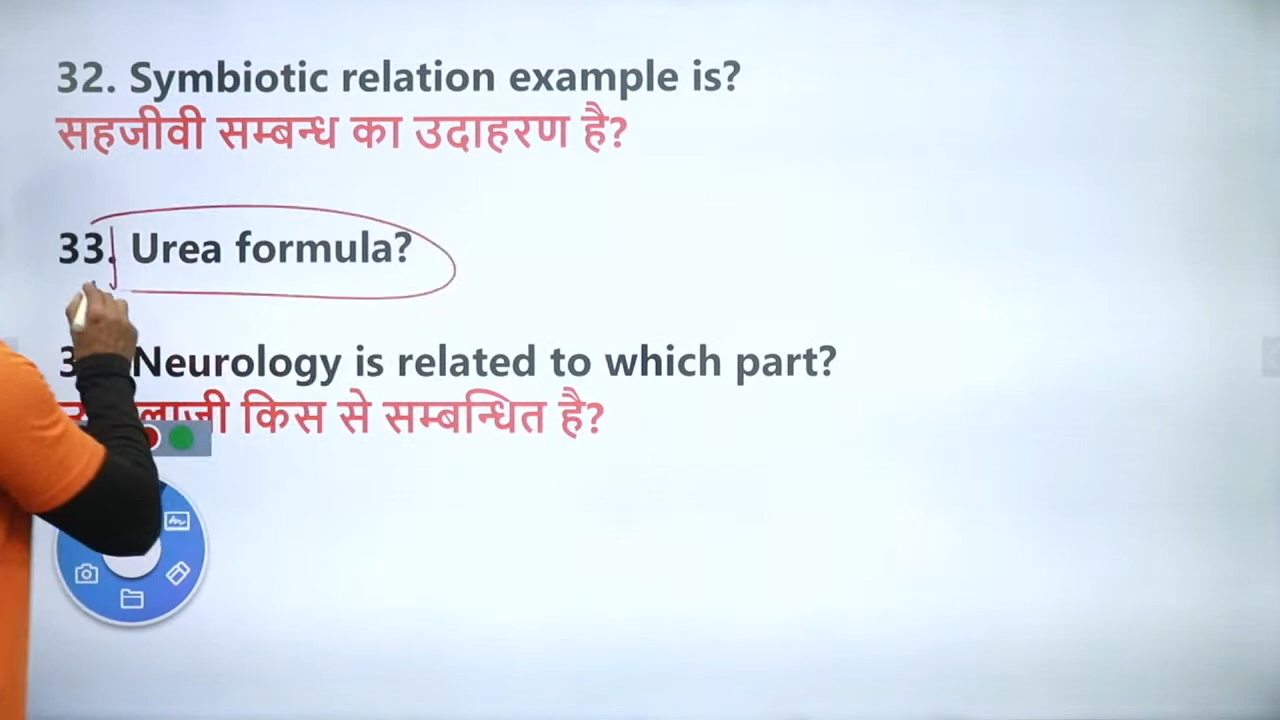 32. Symbiotic relation example is?
सहजीवी सम्बन्ध का उदाहरण है?
33. Urea formula?
Neurology is related to which part?
किस से सम्बन्धित है?